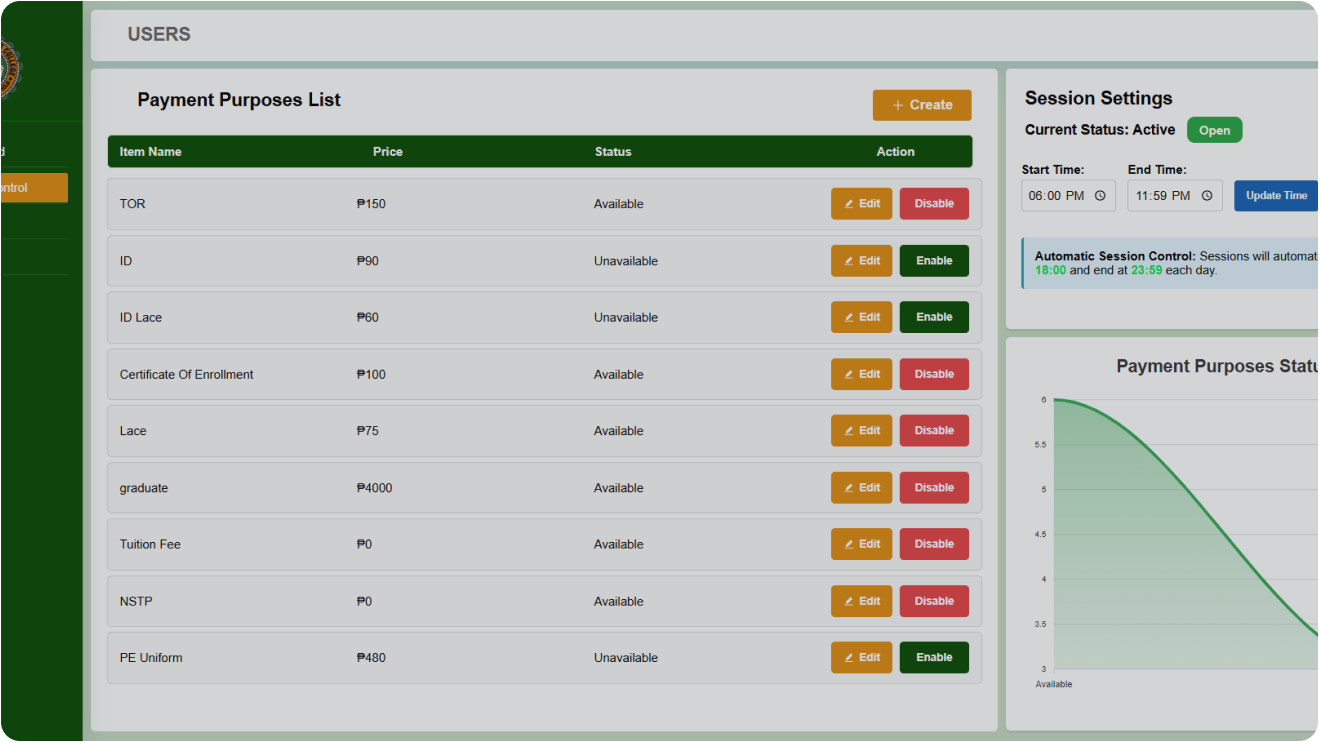 USERS
d
ontrol
Payment Purposes List
+ Create
Item Name Price Status Action
TOR ₱150 Available Edit Disable
ID ₱90 Unavailable Edit Enable
ID Lace ₱60 Unavailable Edit Enable
Certificate Of Enrollment ₱100 Available Edit Disable
Lace ₱75 Available Edit Disable
graduate ₱4000 Available Edit Disable
Tuition Fee ₱0 Available Edit Disable
NSTP ₱0 Available Edit Disable
PE Uniform ₱480 Unavailable Edit Enable
Session Settings
Current Status: Active Open
Start Time: End Time:
06:00 PM 11:59 PM Update Time
Automatic Session Control: Sessions will automat
18:00 and end at 23:59 each day.
Payment Purposes Statu
6
5.5
5
4.5
4
3.5
3
Available